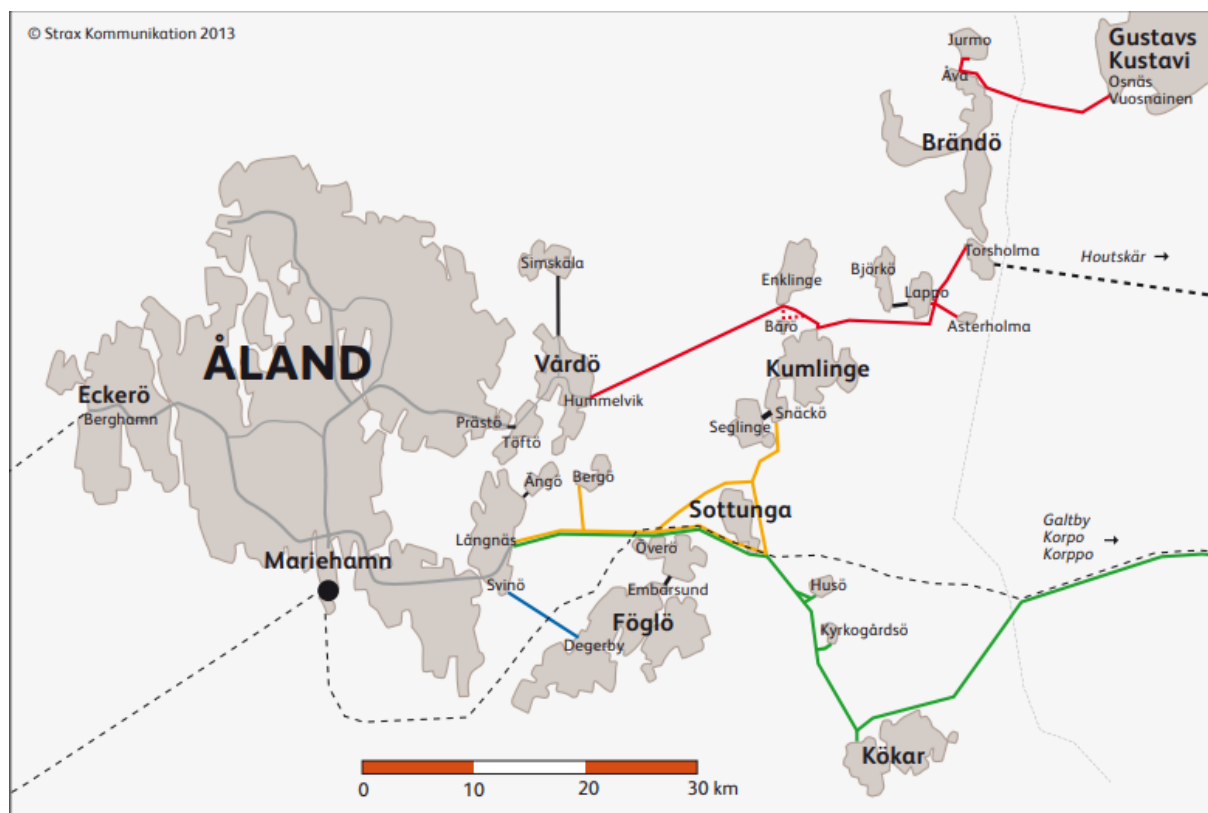 © Strax Kommunikation 2013
Jurmo
Åva
Gustavs
Kustavi
Osnäs
Vuosnainen
Brändö
Torsholma
Houtskär →
Simskäla
Enklinge
Björkö
Lappo
Asterholma
Bärö
ÅLAND
Vårdö
Kumlinge
Eckerö
Berghamn
Hummelvik
Prästö
Töftö
Snäckö
Seglinge
Ängö
Bergö
Sottunga
Långnäs
Överö
Galtby
Korpo
Korppo →
Mariehamn
Svinö
Embarsund
Husö
Föglö
Degerby
Kyrkogårdsö
Kökar
0 10 20 30 km